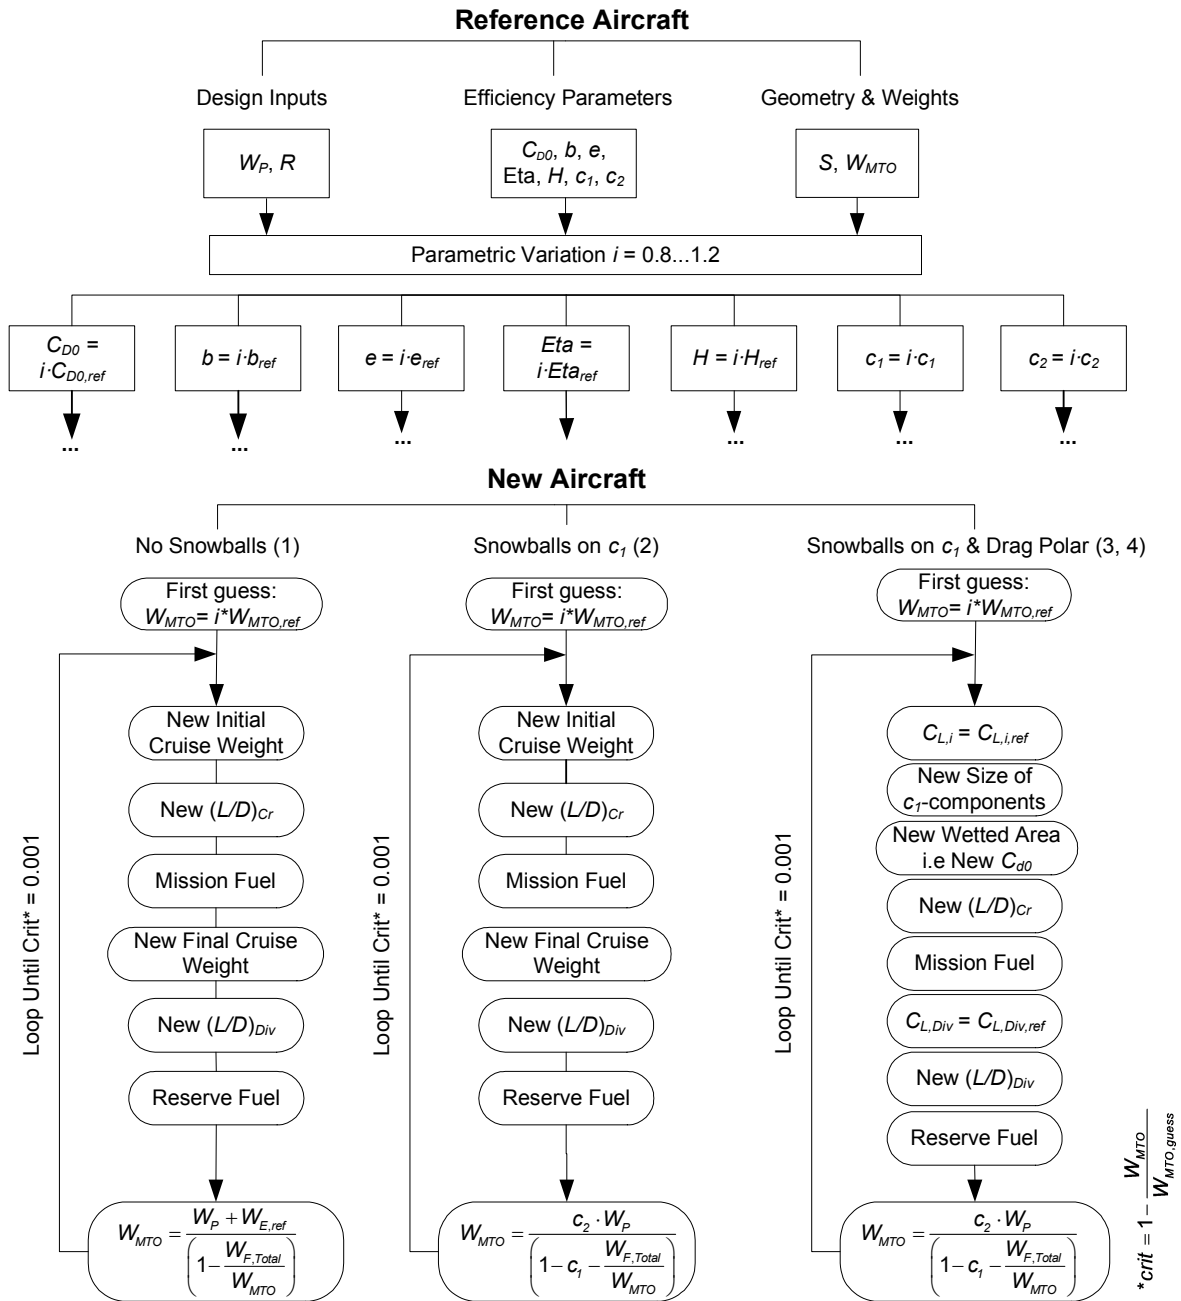 Reference Aircraft
Design Inputs
Efficiency Parameters
Geometry & Weights
W_P, R
C_D0, b, e,
Eta, H, c_1, c_2
S, W_MTO
Parametric Variation i = 0.8...1.2
C_D0 =
i·C_D0,ref
b = i·b_ref
e = i·e_ref
Eta =
i·Eta_ref
H = i·H_ref
c_1 = i·c_1
c_2 = i·c_2
...
...
...
...
...
...
...
New Aircraft
No Snowballs (1)
First guess:
W_MTO= i*W_MTO,ref
New Initial
Cruise Weight
New (L/D)_Cr
Mission Fuel
New Final Cruise
Weight
New (L/D)_Div
Reserve Fuel
W_MTO = (W_P + W_E,ref) / (1 − W_F,Total / W_MTO)
Loop Until Crit* = 0.001
Snowballs on c_1 (2)
First guess:
W_MTO= i*W_MTO,ref
New Initial
Cruise Weight
New (L/D)_Cr
Mission Fuel
New Final Cruise
Weight
New (L/D)_Div
Reserve Fuel
W_MTO = (c_2 · W_P) / (1 − c_1 − W_F,Total / W_MTO)
Loop Until Crit* = 0.001
Snowballs on c_1 & Drag Polar (3, 4)
First guess:
W_MTO= i*W_MTO,ref
C_L,i = C_L,i,ref
New Size of
c_1-components
New Wetted Area
i.e New C_d0
New (L/D)_Cr
Mission Fuel
C_L,Div = C_L,Div,ref
New (L/D)_Div
Reserve Fuel
W_MTO = (c_2 · W_P) / (1 − c_1 − W_F,Total / W_MTO)
Loop Until Crit* = 0.001
*crit = 1 − W_MTO / W_MTO,guess